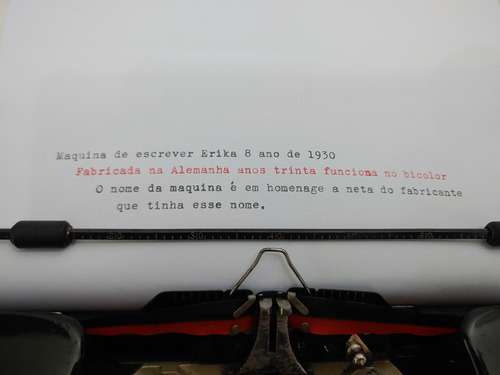 Maquina de escrever Erika 8 ano de 1930
Fabricada na Alemanha anos trinta funciona no bicolor
O nome da maquina é em homenage a neta do fabricante
que tinha esse nome.